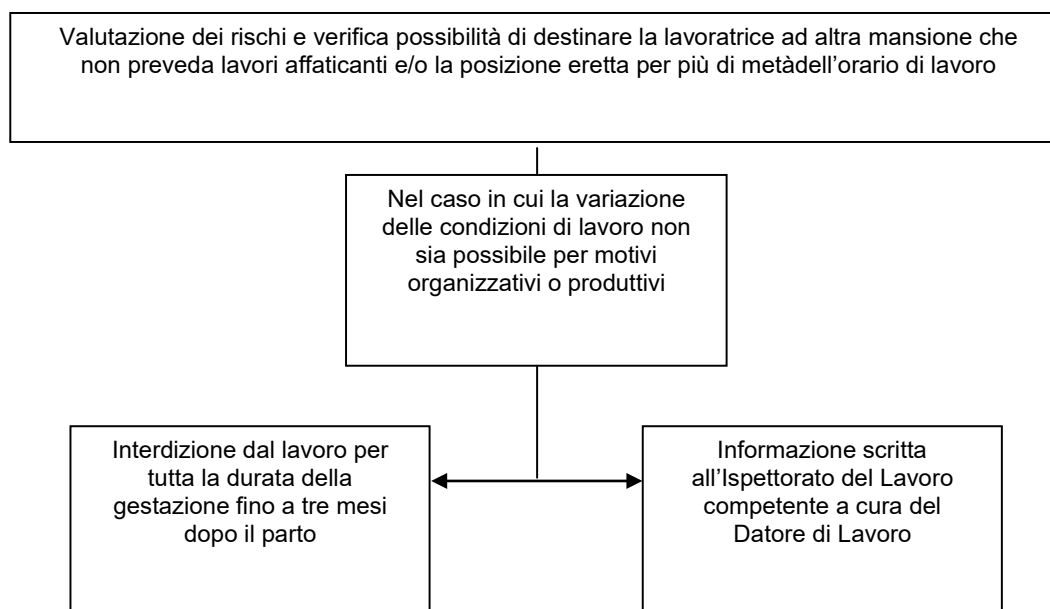 Valutazione dei rischi e verifica possibilità di destinare la lavoratrice ad altra mansione che
non preveda lavori affaticanti e/o la posizione eretta per più di metàdell’orario di lavoro
Nel caso in cui la variazione
delle condizioni di lavoro non
sia possibile per motivi
organizzativi o produttivi
Interdizione dal lavoro per
tutta la durata della
gestazione fino a tre mesi
dopo il parto
Informazione scritta
all’Ispettorato del Lavoro
competente a cura del
Datore di Lavoro